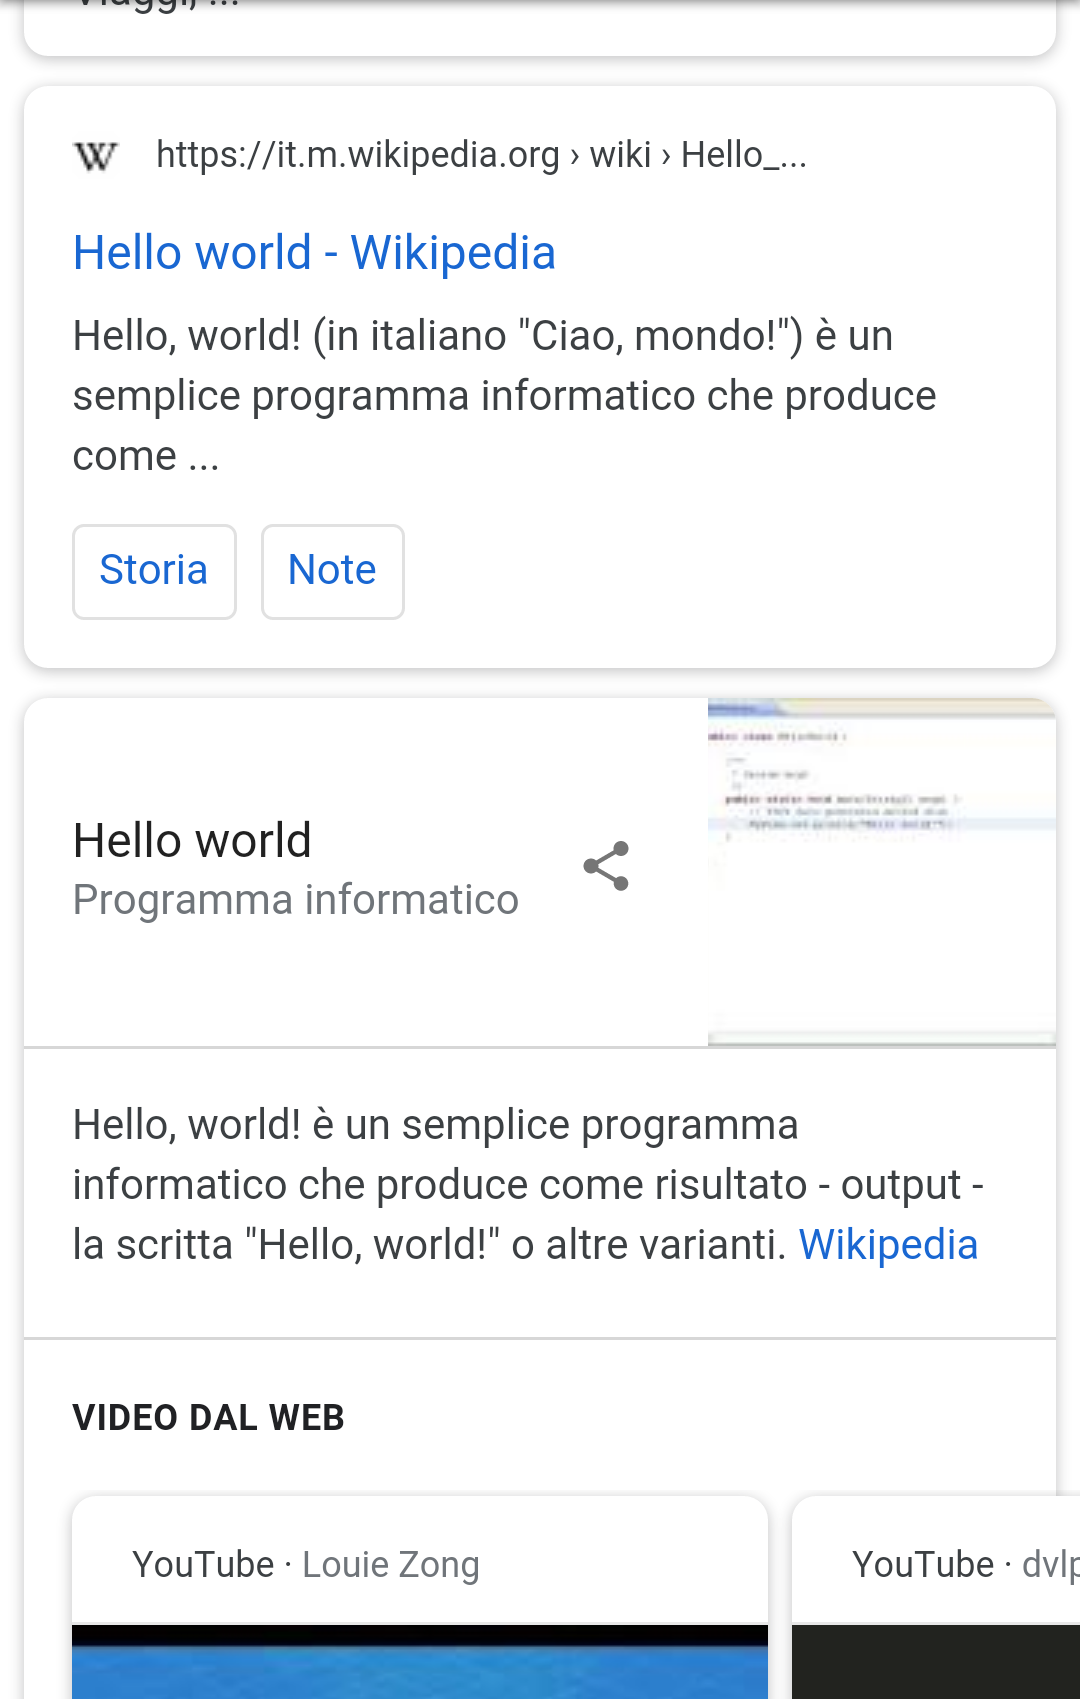 https://it.m.wikipedia.org › wiki › Hello_...
Hello world - Wikipedia
Hello, world! (in italiano "Ciao, mondo!") è un
semplice programma informatico che produce
come ...
Storia
Note
Hello world
Programma informatico
Hello, world! è un semplice programma
informatico che produce come risultato - output -
la scritta "Hello, world!" o altre varianti. Wikipedia
VIDEO DAL WEB
YouTube · Louie Zong
YouTube ·